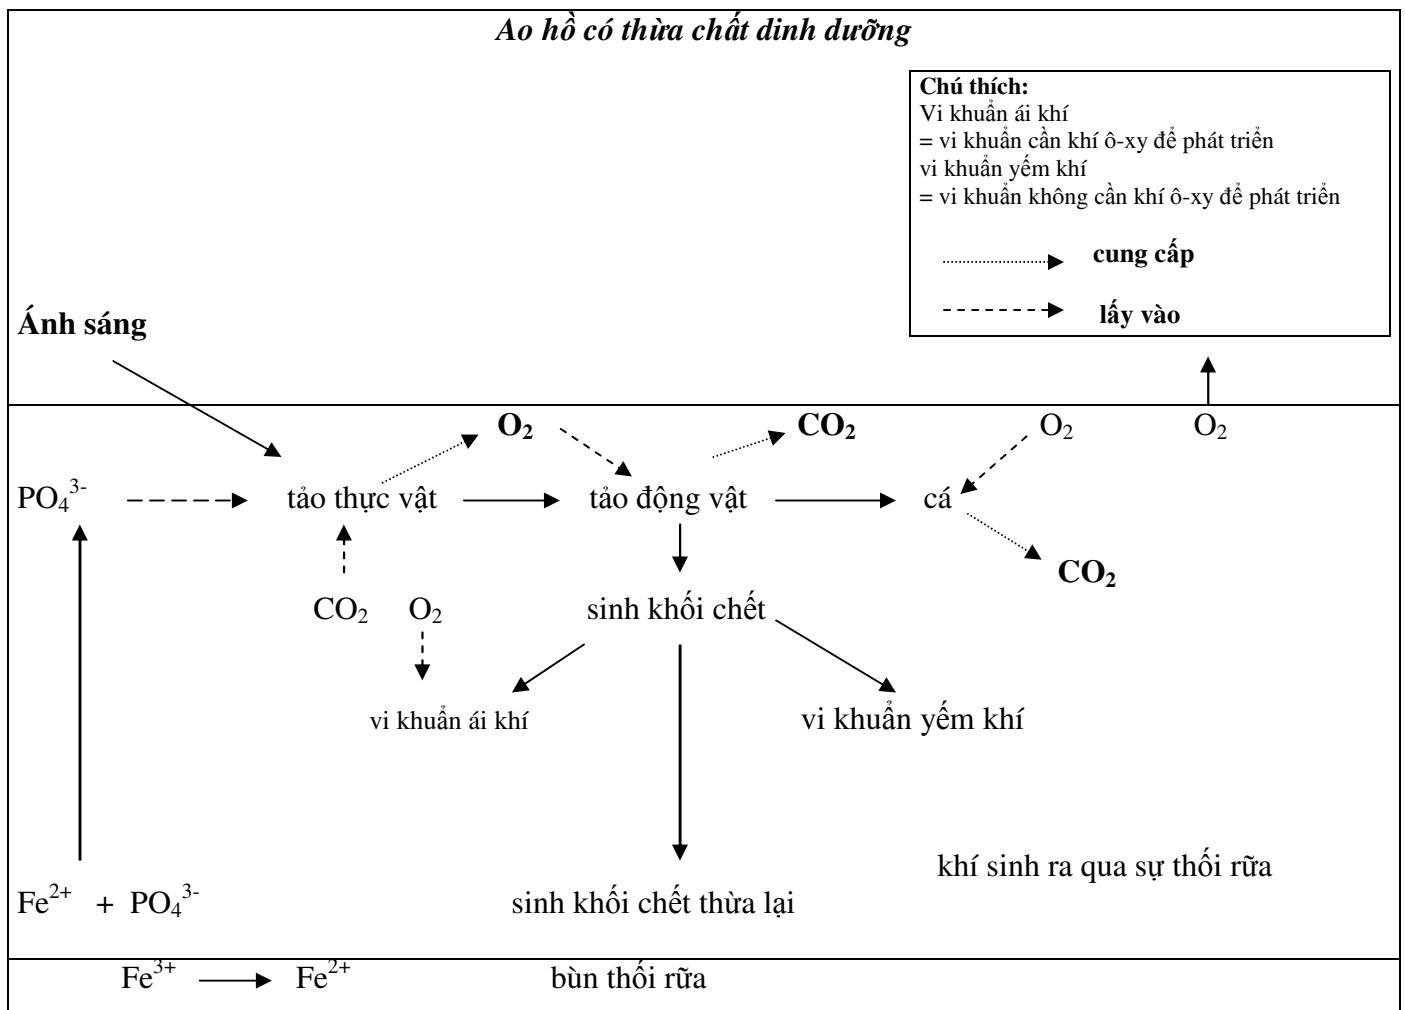 Ao hồ có thừa chất dinh dưỡng
Chú thích:
Vi khuẩn ái khí
= vi khuẩn cần khí ô-xy để phát triển
vi khuẩn yếm khí
= vi khuẩn không cần khí ô-xy để phát triển
cung cấp
lấy vào
Ánh sáng
O₂ CO₂ O₂ O₂
PO₄³⁻ tảo thực vật tảo động vật cá
CO₂
CO₂ O₂ sinh khối chết
vi khuẩn ái khí vi khuẩn yếm khí
khí sinh ra qua sự thối rữa
Fe²⁺ + PO₄³⁻ sinh khối chết thừa lại
Fe³⁺ Fe²⁺ bùn thối rữa